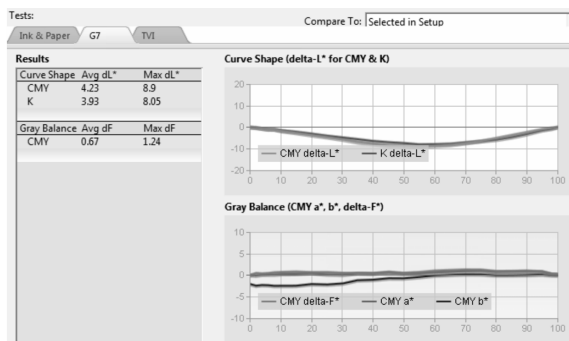 Tests:
Compare To: Selected in Setup
Ink & Paper G7 TVI
Results
Curve Shape Avg dL* Max dL*
CMY 4.23 8.9
K 3.93 8.05
Gray Balance Avg dF Max dF
CMY 0.67 1.24
Curve Shape (delta-L* for CMY & K)
20
10
0
-10
-20
CMY delta-L* K delta-L*
0 10 20 30 40 50 60 70 80 90 100
Gray Balance (CMY a*, b*, delta-F*)
10
5
0
-5
-10
CMY delta-F* CMY a* CMY b*
0 10 20 30 40 50 60 70 80 90 100